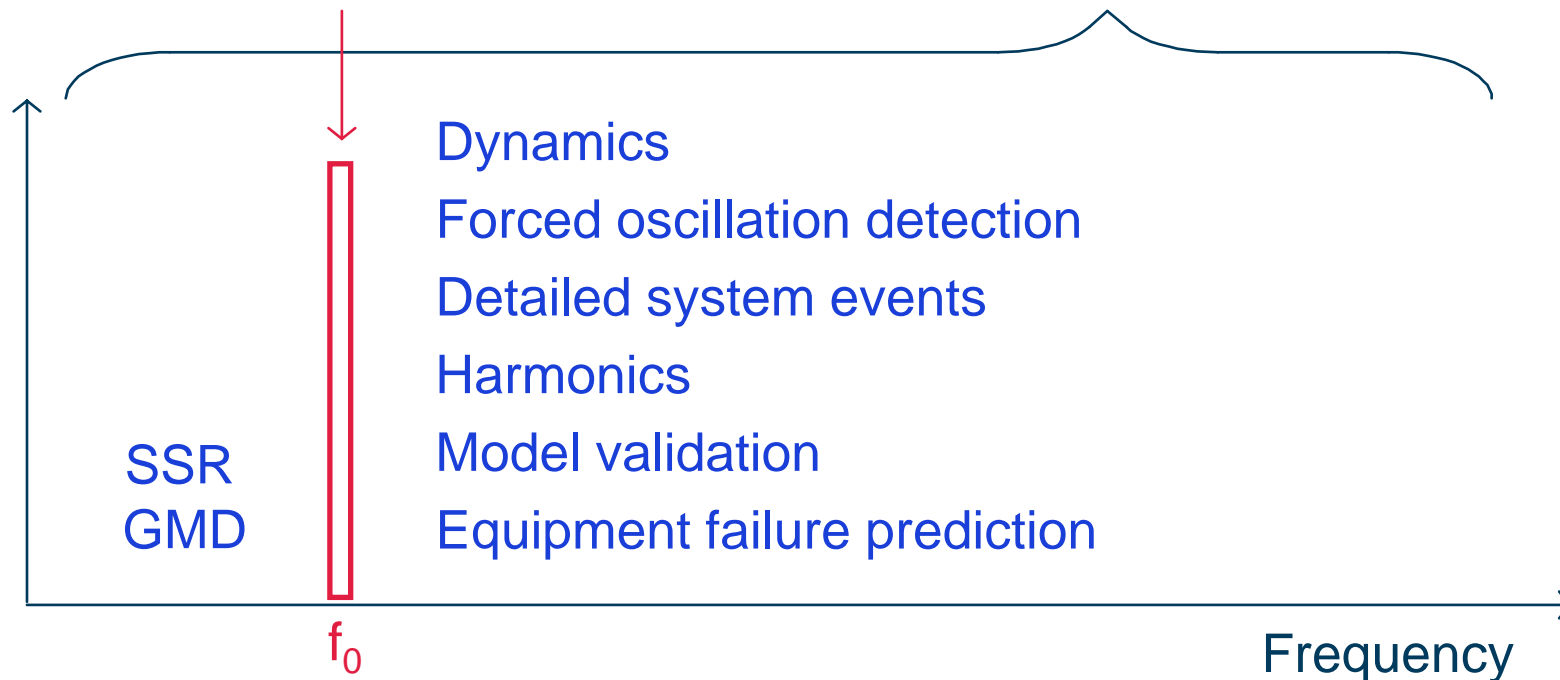 Dynamics
Forced oscillation detection
Detailed system events
Harmonics
Model validation
Equipment failure prediction
SSR
GMD
f₀
Frequency